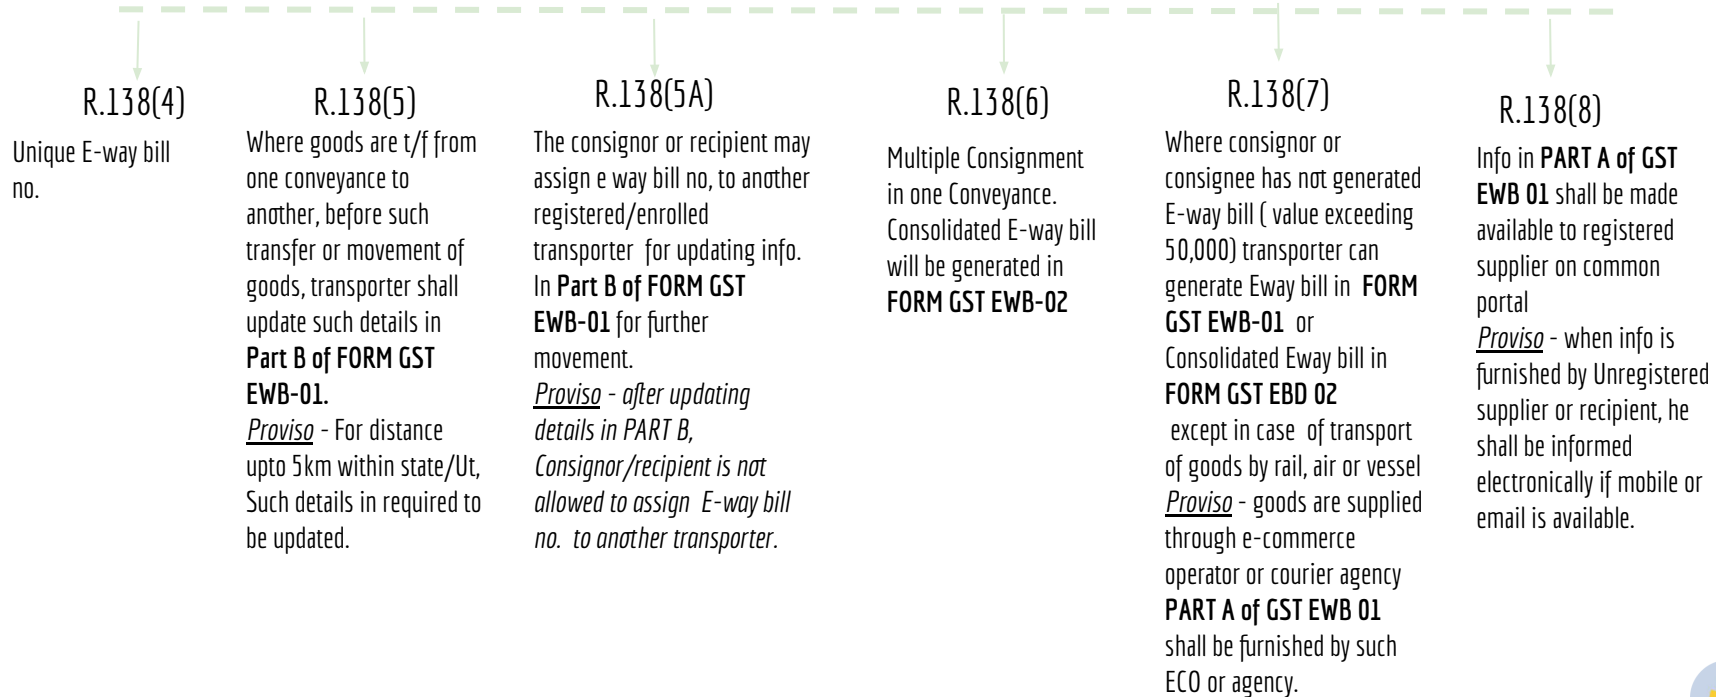 R.138(4)
Unique E-way bill
no.
R.138(5)
Where goods are t/f from
one conveyance to
another, before such
transfer or movement of
goods, transporter shall
update such details in
Part B of FORM GST
EWB-01.
Proviso - For distance
upto 5km within state/Ut,
Such details in required to
be updated.
R.138(5A)
The consignor or recipient may
assign e way bill no, to another
registered/enrolled
transporter for updating info.
In Part B of FORM GST
EWB-01 for further
movement.
Proviso - after updating
details in PART B,
Consignor/recipient is not
allowed to assign E-way bill
no. to another transporter.
R.138(6)
Multiple Consignment
in one Conveyance.
Consolidated E-way bill
will be generated in
FORM GST EWB-02
R.138(7)
Where consignor or
consignee has not generated
E-way bill ( value exceeding
50,000) transporter can
generate Eway bill in FORM
GST EWB-01 or
Consolidated Eway bill in
FORM GST EBD 02
except in case of transport
of goods by rail, air or vessel
Proviso - goods are supplied
through e-commerce
operator or courier agency
PART A of GST EWB 01
shall be furnished by such
ECO or agency.
R.138(8)
Info in PART A of GST
EWB 01 shall be made
available to registered
supplier on common
portal
Proviso - when info is
furnished by Unregistered
supplier or recipient, he
shall be informed
electronically if mobile or
email is available.